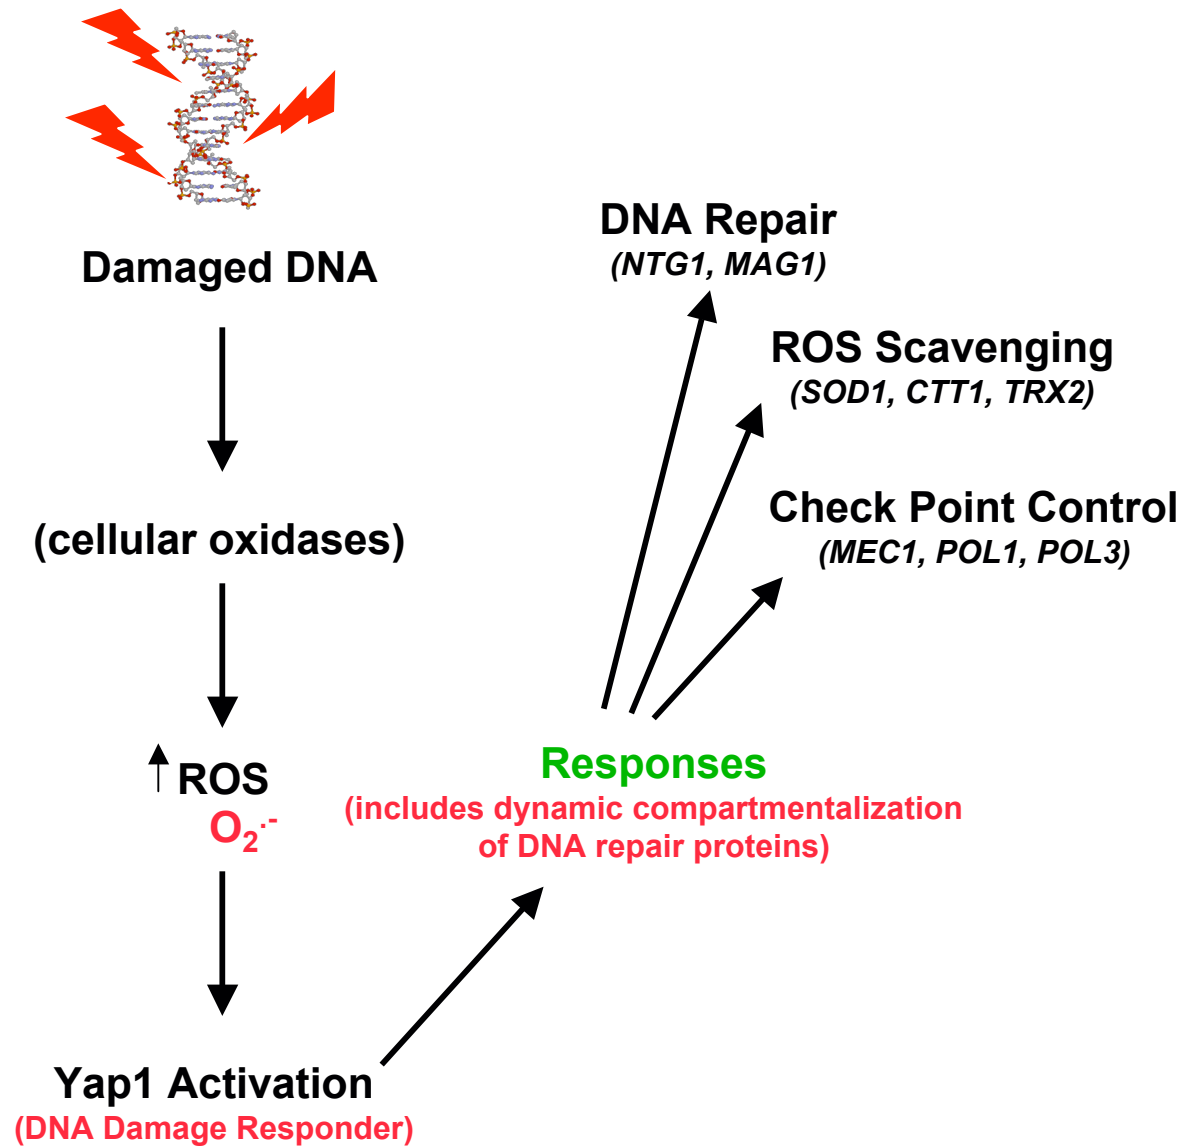 Damaged DNA
(cellular oxidases)
↑ ROS
O₂·-
Yap1 Activation
(DNA Damage Responder)
Responses
(includes dynamic compartmentalization
of DNA repair proteins)
DNA Repair
(NTG1, MAG1)
ROS Scavenging
(SOD1, CTT1, TRX2)
Check Point Control
(MEC1, POL1, POL3)